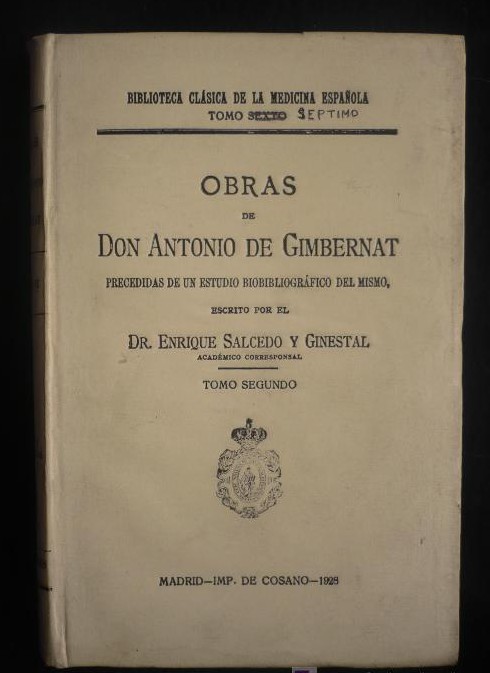 BIBLIOTECA CLÁSICA DE LA MEDICINA ESPAÑOLA
TOMO SEXTO SEPTIMO
OBRAS
DE
DON ANTONIO DE GIMBERNAT
PRECEDIDAS DE UN ESTUDIO BIOBIBLIOGRÁFICO DEL MISMO,
ESCRITO POR EL
DR. ENRIQUE SALCEDO Y GINESTAL
ACADÉMICO CORRESPONSAL
TOMO SEGUNDO
MADRID—IMP. DE COSANO—1928